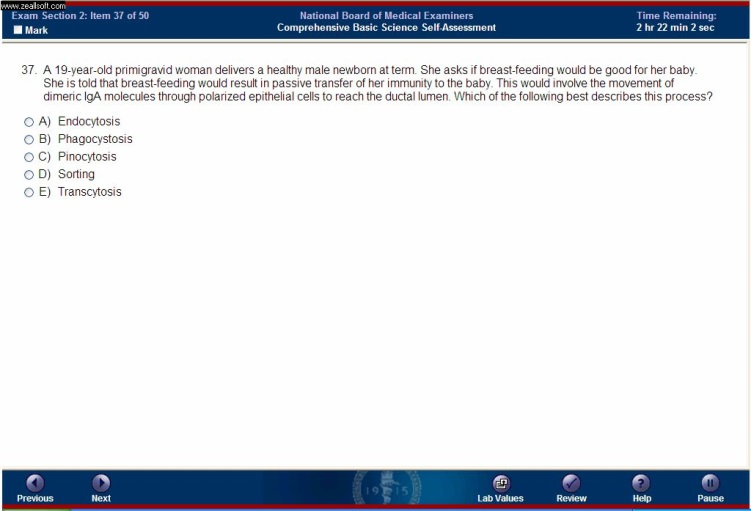 www.zeallsoft.com
Exam Section 2: Item 37 of 50
National Board of Medical Examiners
Time Remaining:
Mark
Comprehensive Basic Science Self-Assessment
2 hr 22 min 2 sec
37. A 19-year-old primigravid woman delivers a healthy male newborn at term. She asks if breast-feeding would be good for her baby.
She is told that breast-feeding would result in passive transfer of her immunity to the baby. This would involve the movement of
dimeric IgA molecules through polarized epithelial cells to reach the ductal lumen. Which of the following best describes this process?
A) Endocytosis
B) Phagocystosis
C) Pinocytosis
D) Sorting
E) Transcytosis
1915
Previous
Next
Lab Values
Review
Help
Pause